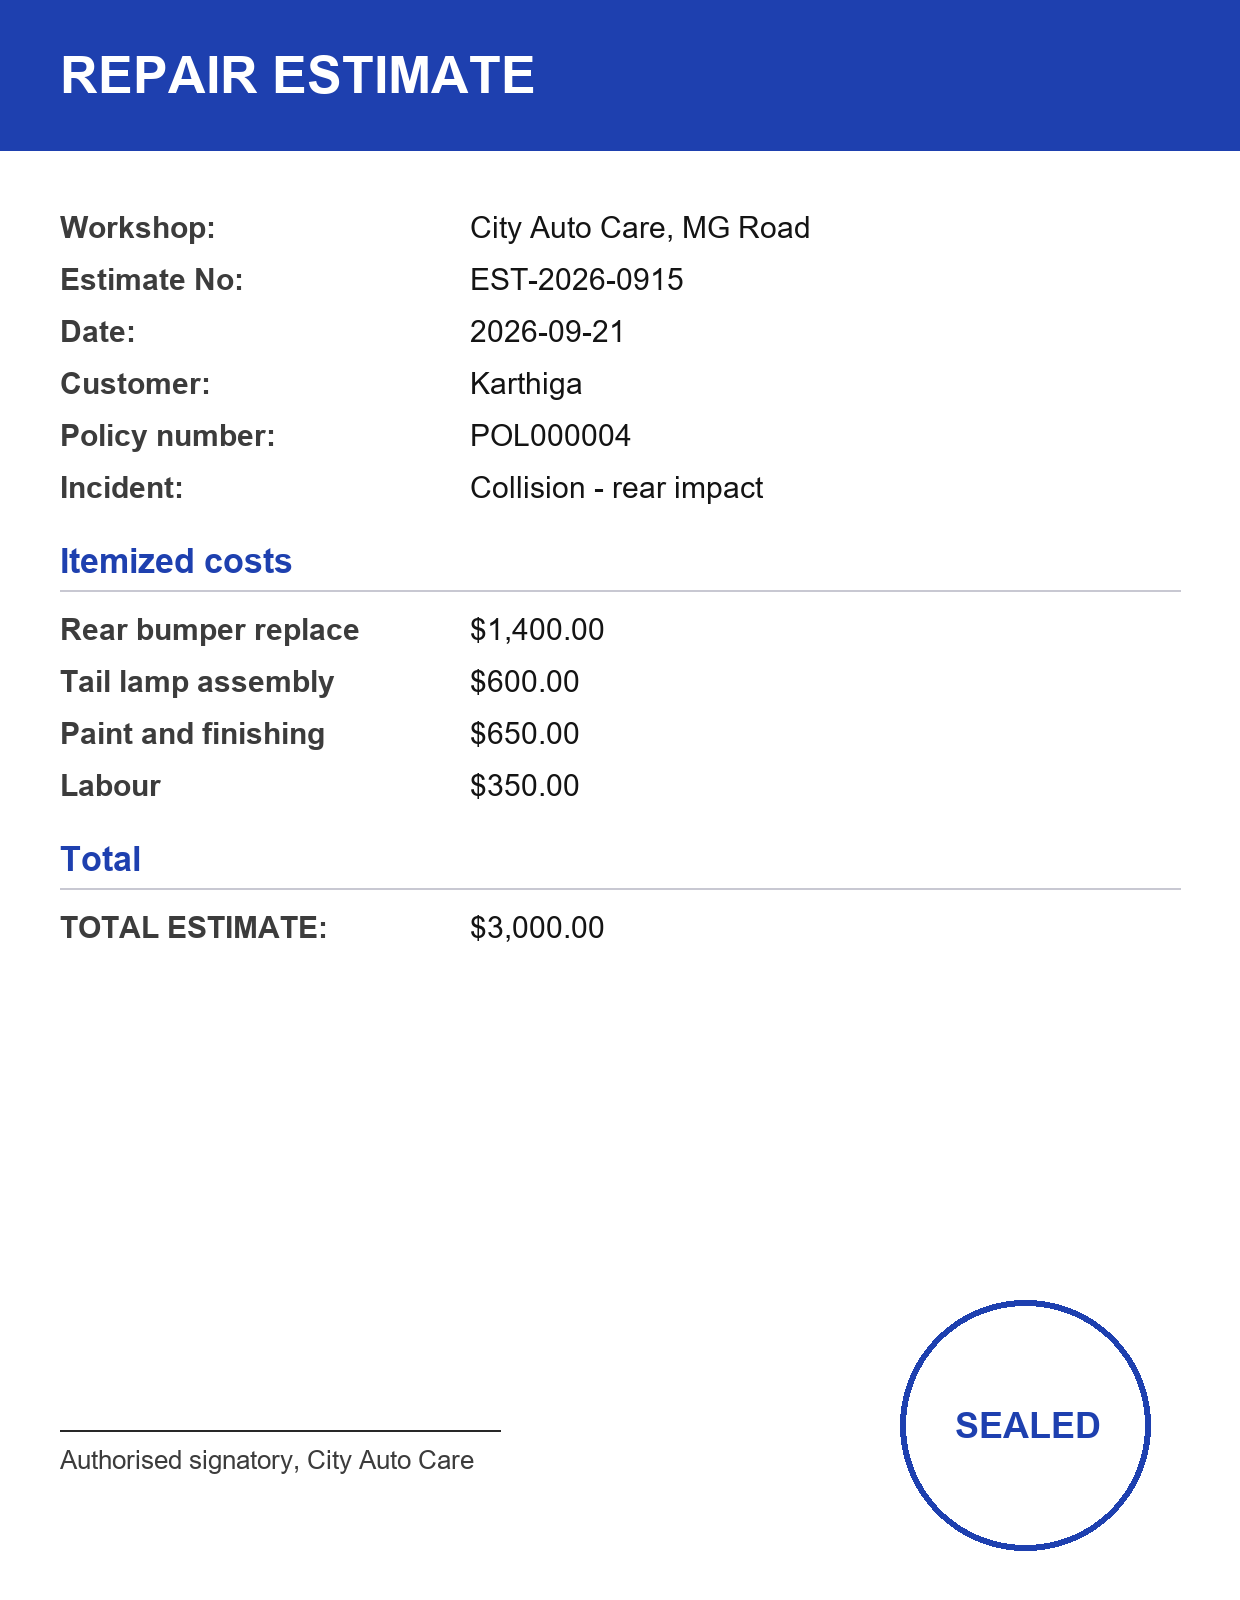 REPAIR ESTIMATE
Workshop: City Auto Care, MG Road
Estimate No: EST-2026-0915
Date: 2026-09-21
Customer: Karthiga
Policy number: POL000004
Incident: Collision - rear impact
Itemized costs
Rear bumper replace $1,400.00
Tail lamp assembly $600.00
Paint and finishing $650.00
Labour $350.00
Total
TOTAL ESTIMATE: $3,000.00
SEALED
Authorised signatory, City Auto Care